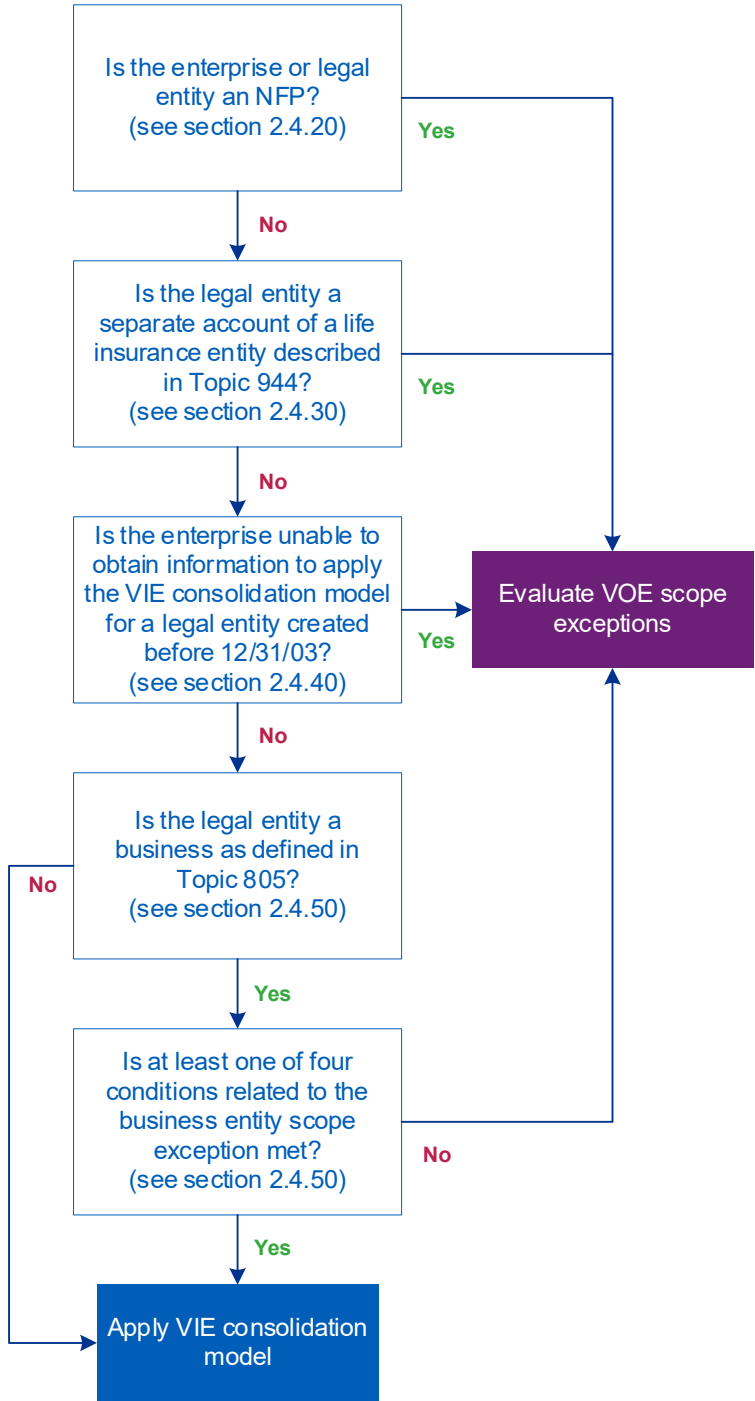 Is the enterprise or legal
entity an NFP?
(see section 2.4.20)
Yes
No
Is the legal entity a
separate account of a life
insurance entity described
in Topic 944?
(see section 2.4.30)
Yes
No
Is the enterprise unable to
obtain information to apply
the VIE consolidation model
for a legal entity created
before 12/31/03?
(see section 2.4.40)
Yes
Evaluate VOE scope
exceptions
No
Is the legal entity a
business as defined in
Topic 805?
(see section 2.4.50)
No
Yes
Is at least one of four
conditions related to the
business entity scope
exception met?
(see section 2.4.50)
No
Yes
Apply VIE consolidation
model